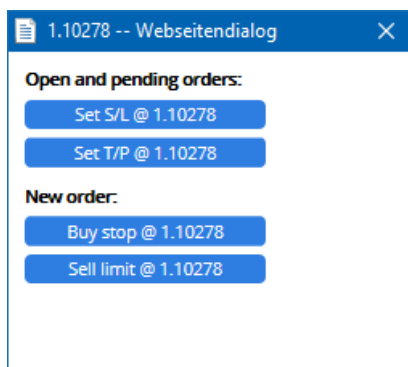 1.10278 -- Webseitendialog
Open and pending orders:
Set S/L @ 1.10278
Set T/P @ 1.10278
New order:
Buy stop @ 1.10278
Sell limit @ 1.10278